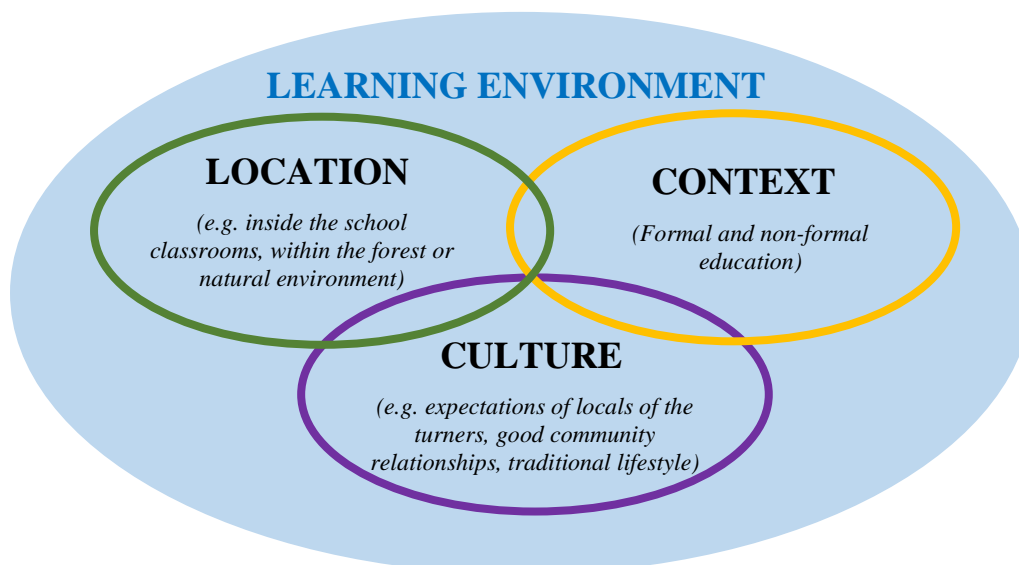 LEARNING ENVIRONMENT
LOCATION
(e.g. inside the school
classrooms, within the forest or
natural environment)
CONTEXT
(Formal and non-formal
education)
CULTURE
(e.g. expectations of locals of the
turners, good community
relationships, traditional lifestyle)